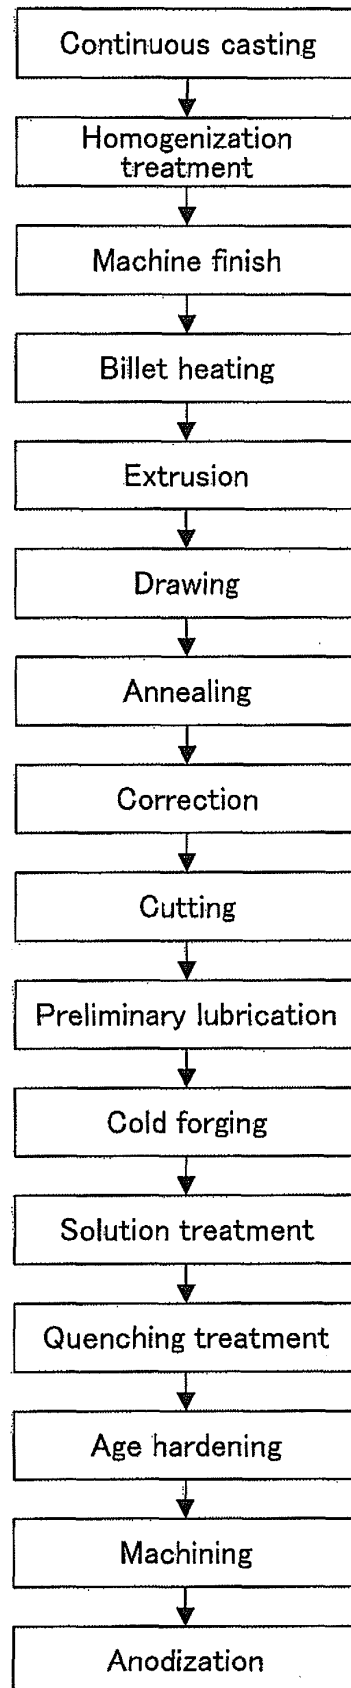 Continuous casting
Homogenization
treatment
Machine finish
Billet heating
Extrusion
Drawing
Annealing
Correction
Cutting
Preliminary lubrication
Cold forging
Solution treatment
Quenching treatment
Age hardening
Machining
Anodization